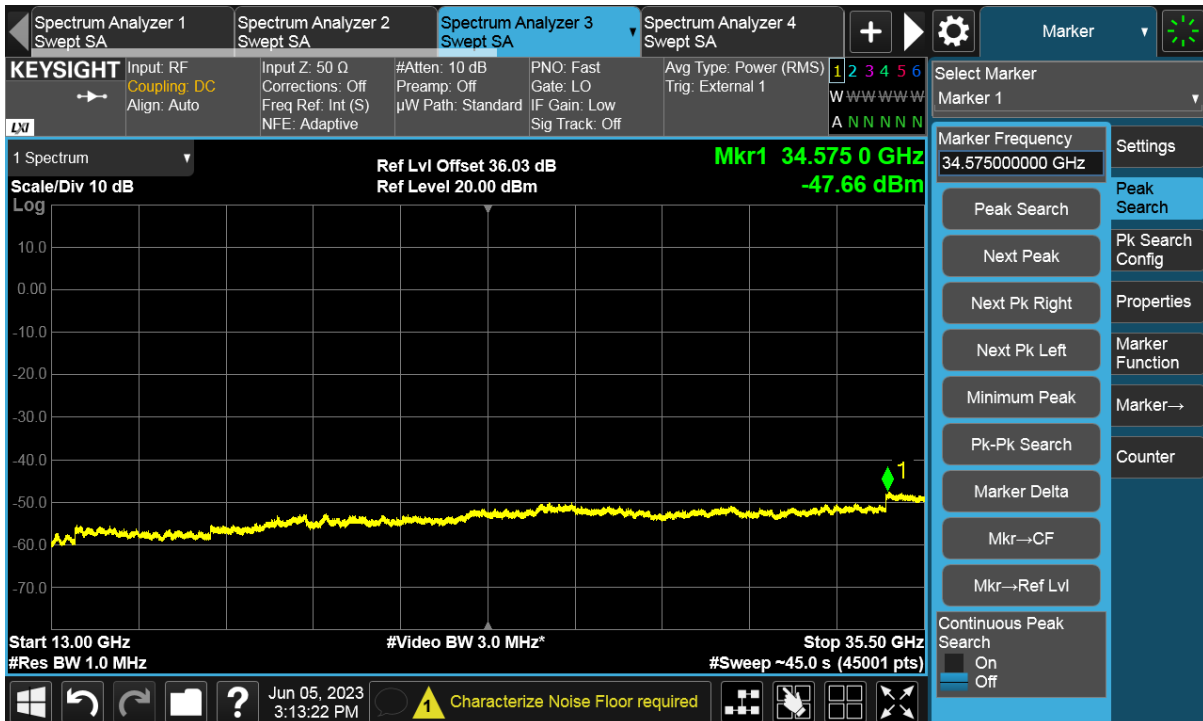 Spectrum Analyzer 1
Swept SA
Spectrum Analyzer 2
Swept SA
Spectrum Analyzer 3
Swept SA
Spectrum Analyzer 4
Swept SA
+
Marker
KEYSIGHT
LXI
Input: RF
Coupling: DC
Align: Auto
Input Z: 50 Ω
Corrections: Off
Freq Ref: Int (S)
NFE: Adaptive
#Atten: 10 dB
Preamp: Off
µW Path: Standard
PNO: Fast
Gate: LO
IF Gain: Low
Sig Track: Off
Avg Type: Power (RMS)
Trig: External 1
1 2 3 4 5 6
W W W W W W
A N N N N N
Select Marker
Marker 1
1 Spectrum
Scale/Div 10 dB
Log
Ref Lvl Offset 36.03 dB
Ref Level 20.00 dBm
Mkr1 34.575 0 GHz
-47.66 dBm
10.0
0.00
-10.0
-20.0
-30.0
-40.0
-50.0
-60.0
-70.0
1
Start 13.00 GHz
#Res BW 1.0 MHz
#Video BW 3.0 MHz*
Stop 35.50 GHz
#Sweep ~45.0 s (45001 pts)
Marker Frequency
34.575000000 GHz
Peak Search
Next Peak
Next Pk Right
Next Pk Left
Minimum Peak
Pk-Pk Search
Marker Delta
Mkr→CF
Mkr→Ref Lvl
Continuous Peak
Search
On
Off
Settings
Peak
Search
Pk Search
Config
Properties
Marker
Function
Marker→
Counter
?
Jun 05, 2023
3:13:22 PM
1
Characterize Noise Floor required